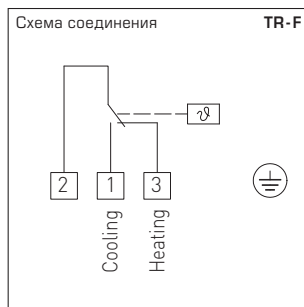 Схема соединения TR-F
ϑ
2 1 3
Cooling
Heating